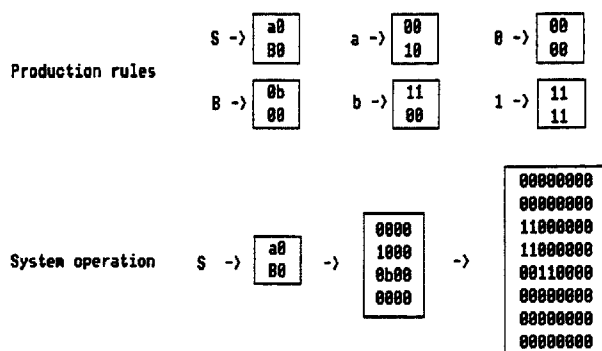 Production rules
S -> a0
B0
a -> 00
10
0 -> 00
00
B -> 0b
00
b -> 11
00
1 -> 11
11
System operation
S -> a0
B0
->
0000
1000
0b00
0000
->
00000000
00000000
11000000
11000000
00110000
00000000
00000000
00000000